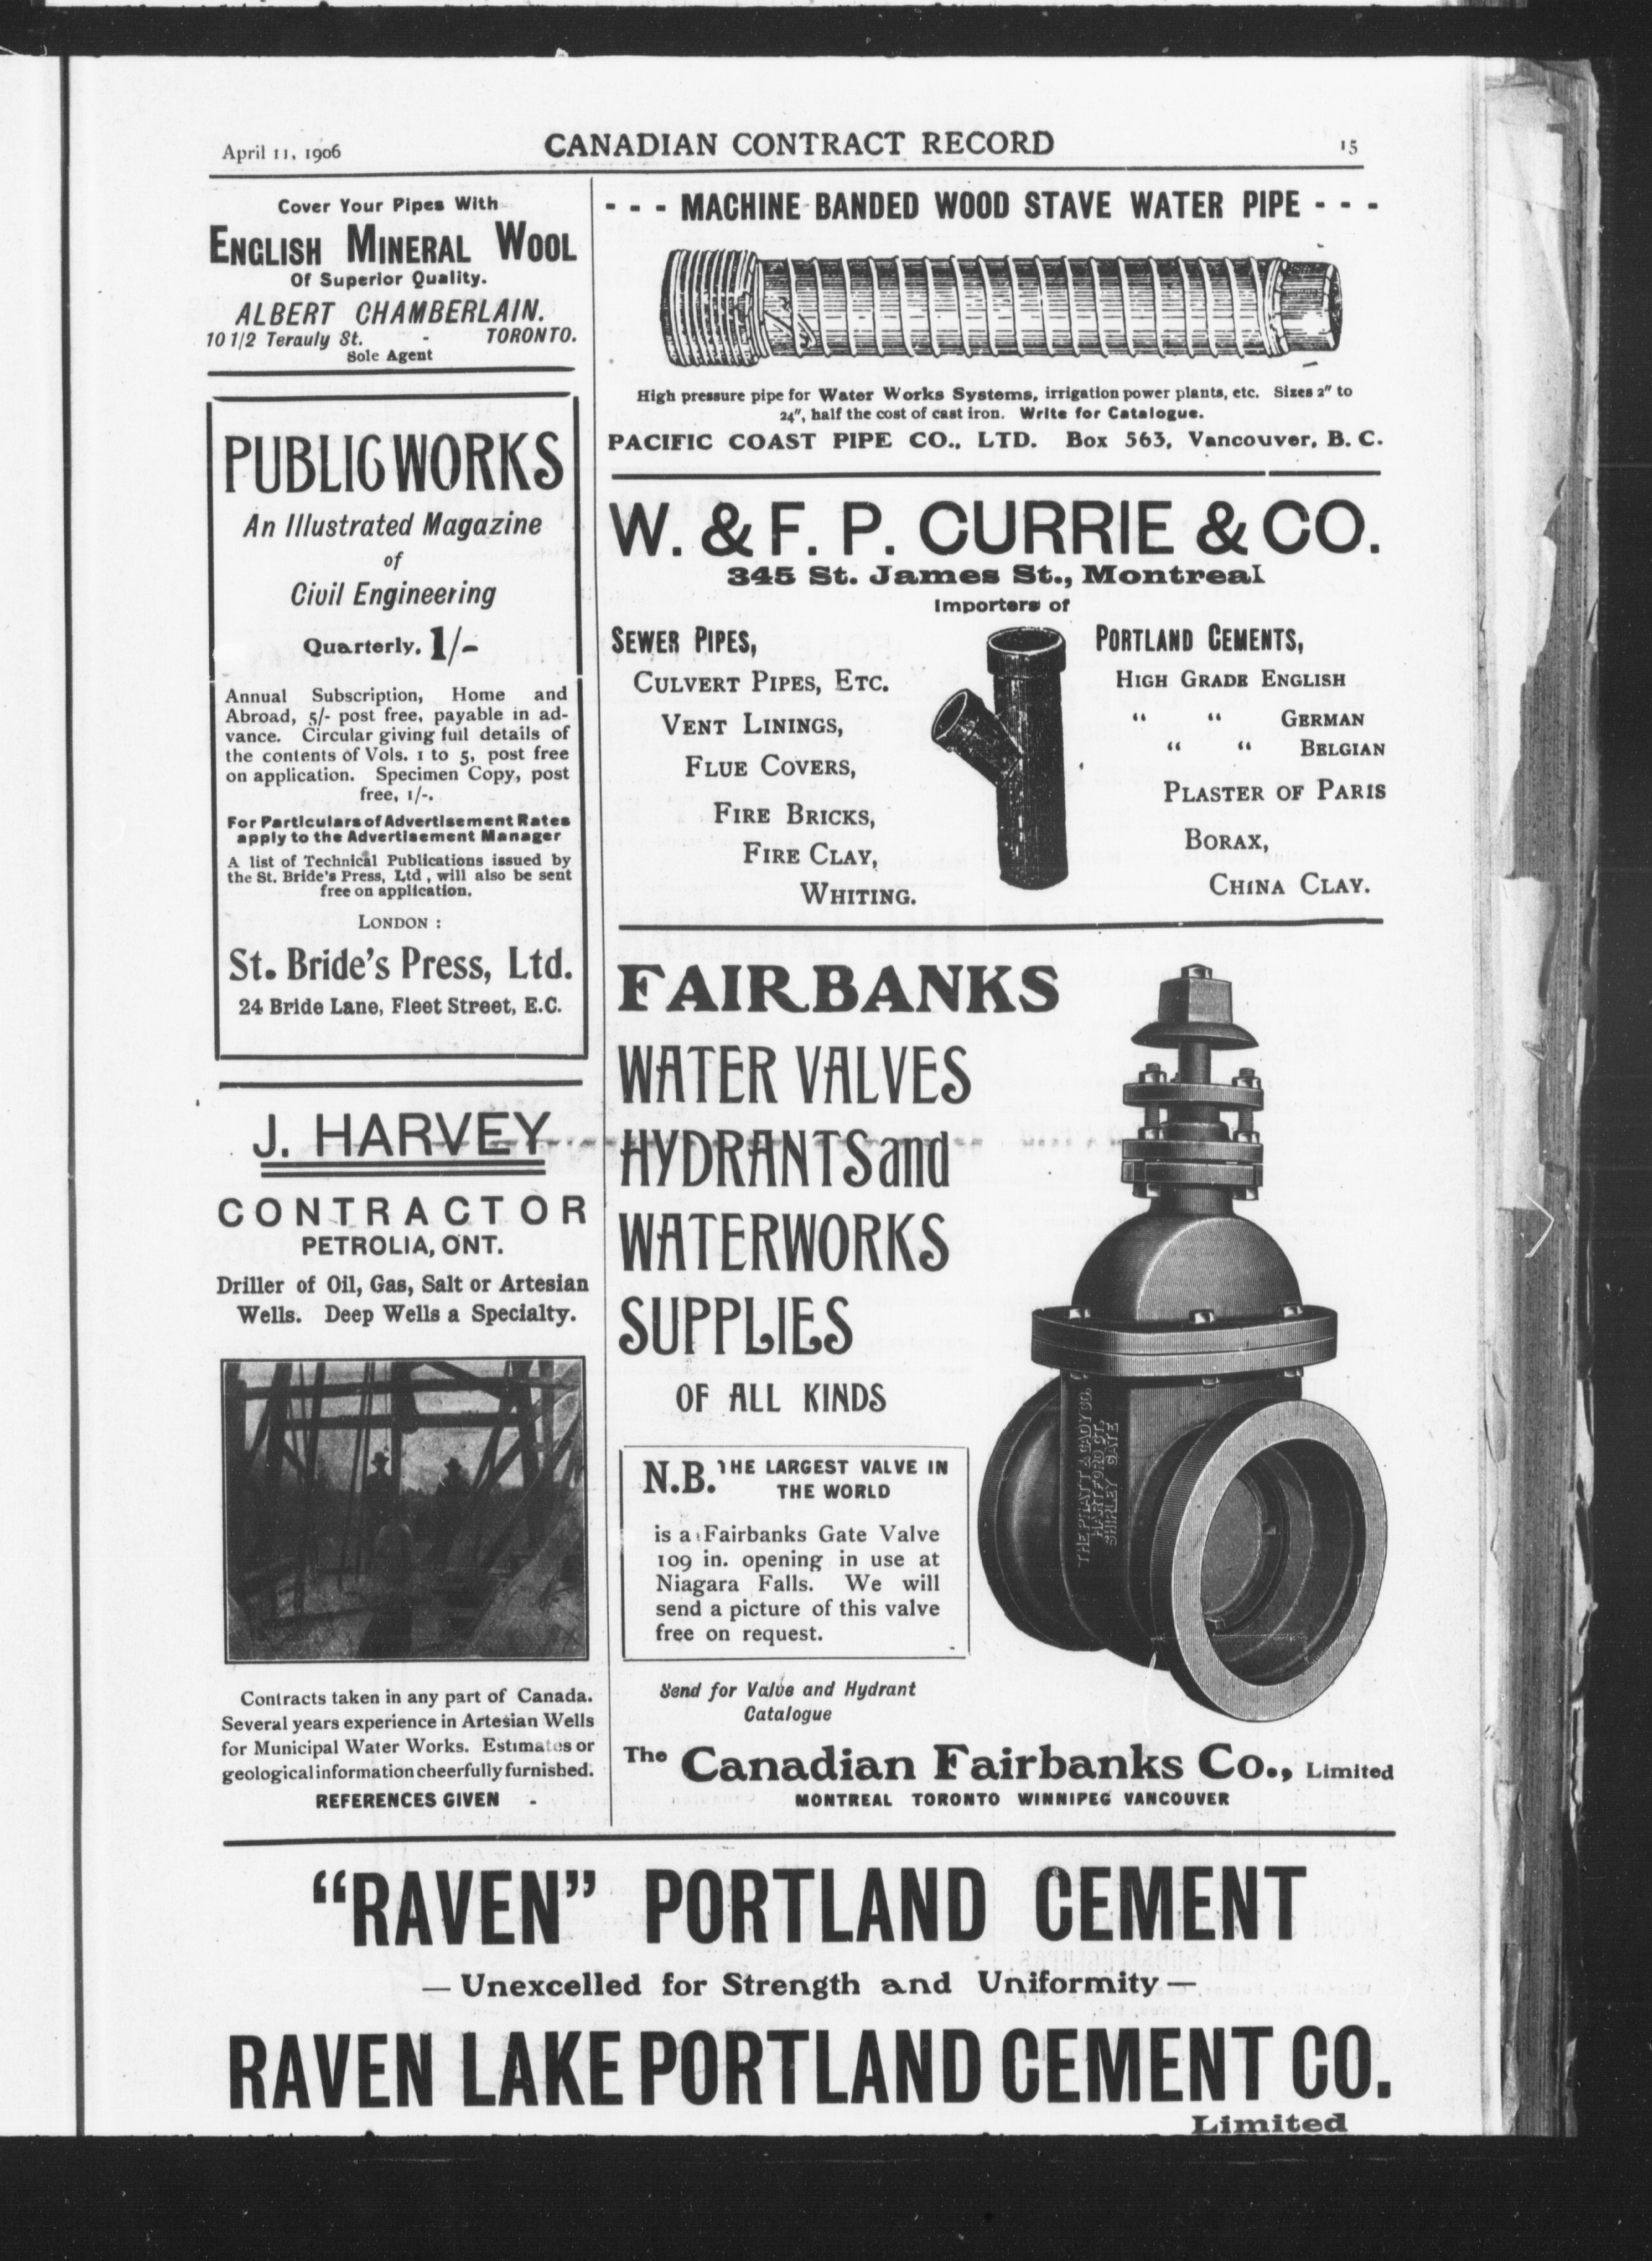 April 11, 1906
CANADIAN CONTRACT RECORD
15
Cover Your Pipes With
ENGLISH MINERAL WOOL
Of Superior Quality.
ALBERT CHAMBERLAIN.
10 1/2 Terauly St. - TORONTO.
Sole Agent
PUBLIC WORKS
An Illustrated Magazine
of
Civil Engineering
Quarterly, 1/-
Annual Subscription, Home and
Abroad, 5/- post free, payable in ad-
vance. Circular giving full details of
the contents of Vols. 1 to 5, post free
on application. Specimen Copy, post
free, 1/-.
For Particulars of Advertisement Rates
apply to the Advertisement Manager
A list of Technical Publications issued by
the St. Bride's Press, Ltd, will also be sent
free on application.
LONDON :
St. Bride's Press, Ltd.
24 Bride Lane, Fleet Street, E.C.
J. HARVEY
CONTRACTOR
PETROLIA, ONT.
Driller of Oil, Gas, Salt or Artesian
Wells. Deep Wells a Specialty.
Contracts taken in any part of Canada.
Several years experience in Artesian Wells
for Municipal Water Works. Estimates or
geological information cheerfully furnished.
REFERENCES GIVEN -
- - - MACHINE BANDED WOOD STAVE WATER PIPE - - -
High pressure pipe for Water Works Systems, irrigation power plants, etc. Sizes 2" to
24", half the cost of cast iron. Write for Catalogue.
PACIFIC COAST PIPE CO., LTD. Box 563, Vancouver, B. C.
W. & F. P. CURRIE & CO.
345 St. James St., Montreal
Importers of
SEWER PIPES,
CULVERT PIPES, ETC.
VENT LININGS,
FLUE COVERS,
FIRE BRICKS,
FIRE CLAY,
WHITING.
PORTLAND CEMENTS,
HIGH GRADE ENGLISH
" " GERMAN
" " BELGIAN
PLASTER OF PARIS
BORAX,
CHINA CLAY.
FAIRBANKS
WATER VALVES
HYDRANTS and
WATERWORKS
SUPPLIES
OF ALL KINDS
N.B. THE LARGEST VALVE IN
THE WORLD
is a Fairbanks Gate Valve
109 in. opening in use at
Niagara Falls. We will
send a picture of this valve
free on request.
THE PRATT & CADY CO.
HARTFORD CT.
SHIRLEY GATE
Send for Valve and Hydrant
Catalogue
The Canadian Fairbanks Co., Limited
MONTREAL TORONTO WINNIPEG VANCOUVER
"RAVEN" PORTLAND CEMENT
— Unexcelled for Strength and Uniformity —
RAVEN LAKE PORTLAND CEMENT CO.
Limited